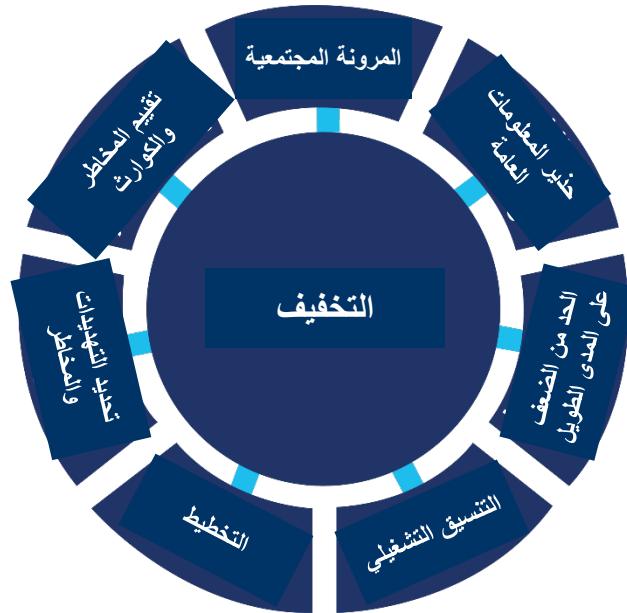 المرونة المجتمعية
حذير المعلومات
العامة
الحد من الضعف
على المدى الطويل
التنسيق التشغيلي
التخطيط
تحديد التهديدات
والمخاطر
تقييم المخاطر
والكوارث
التخفيف